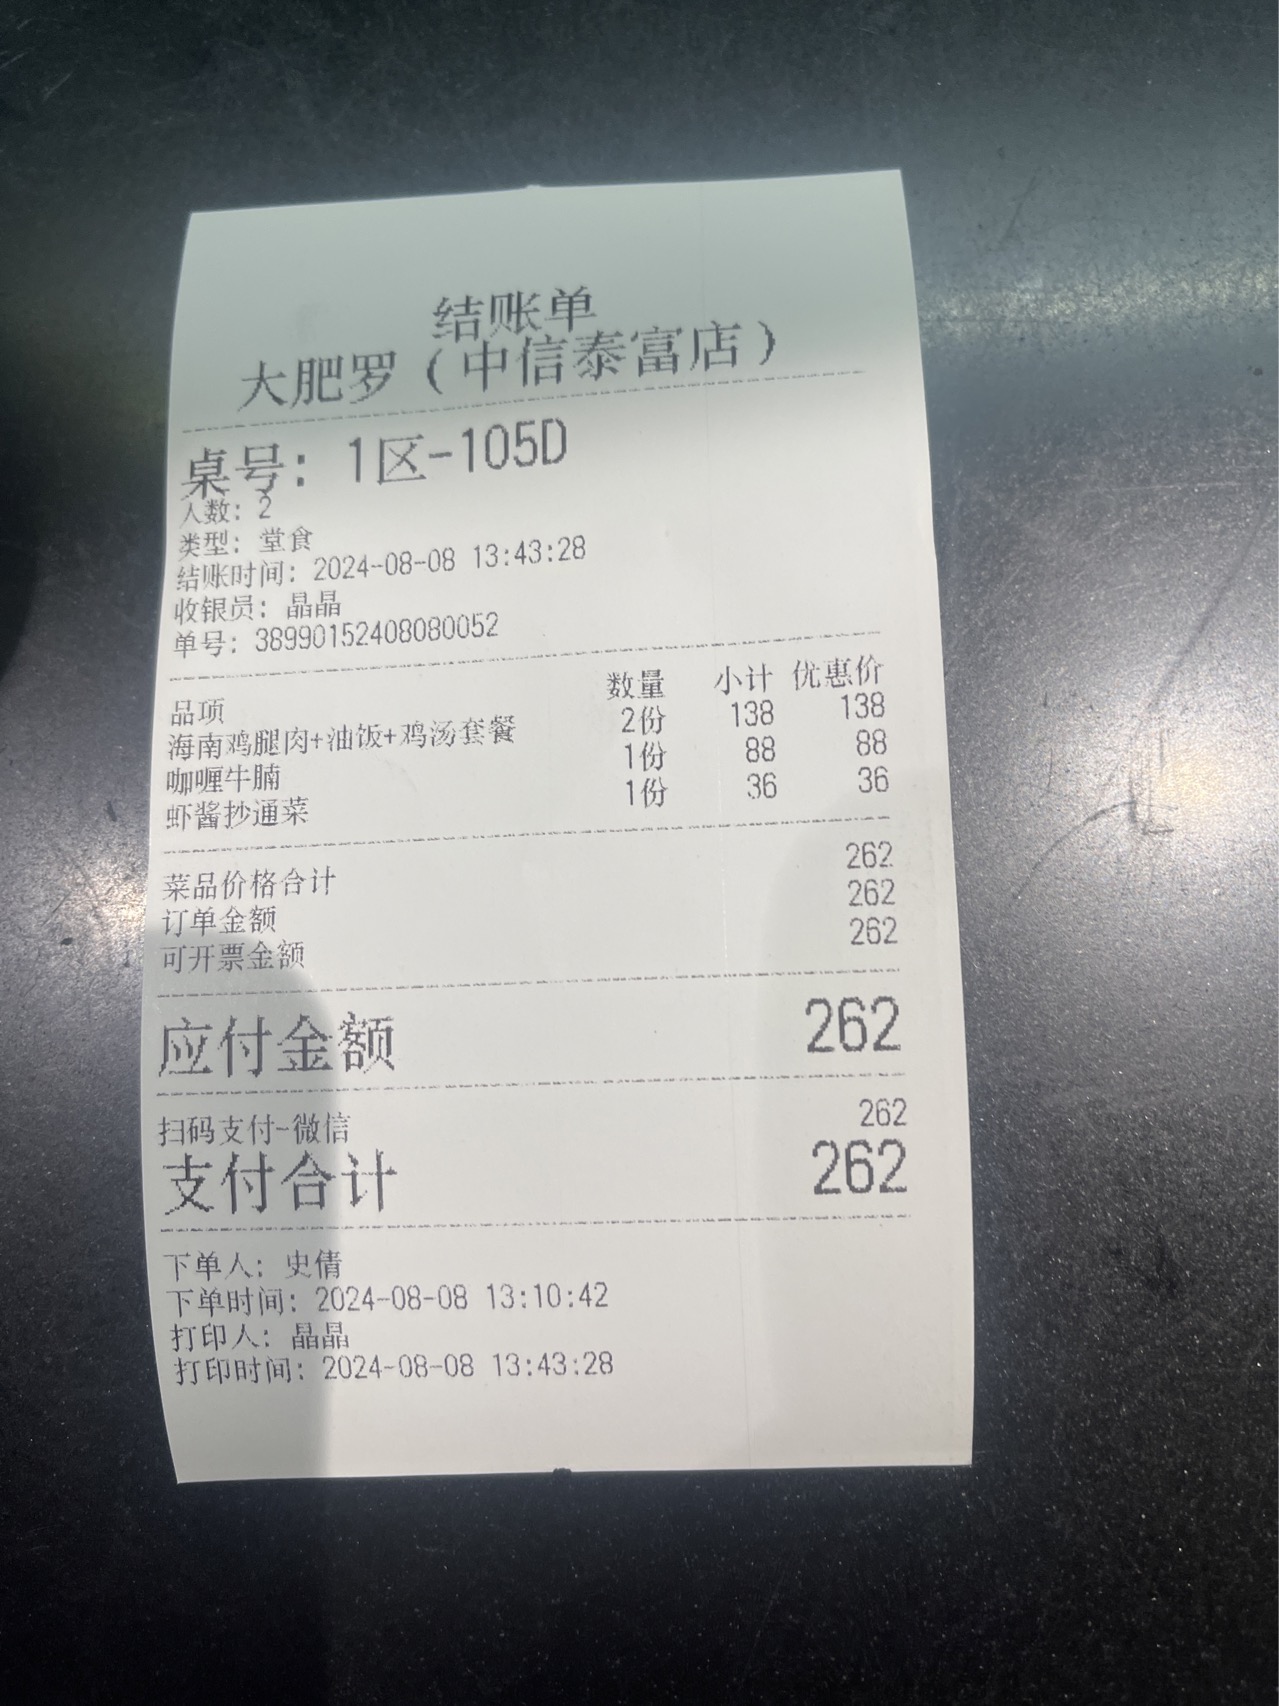 结账单
大肥罗（中信泰富店）
桌号: 1区-105D
人数: 2
类型: 堂食
结账时间: 2024-08-08 13:43:28
收银员: 晶晶
单号: 38990152408080052
品项 数量 小计 优惠价
海南鸡腿肉+油饭+鸡汤套餐 2份 138 138
咖喱牛腩 1份 88 88
虾酱抄通菜 1份 36 36
菜品价格合计 262
订单金额 262
可开票金额 262
应付金额 262
扫码支付-微信 262
支付合计 262
下单人: 史倩
下单时间: 2024-08-08 13:10:42
打印人: 晶晶
打印时间: 2024-08-08 13:43:28